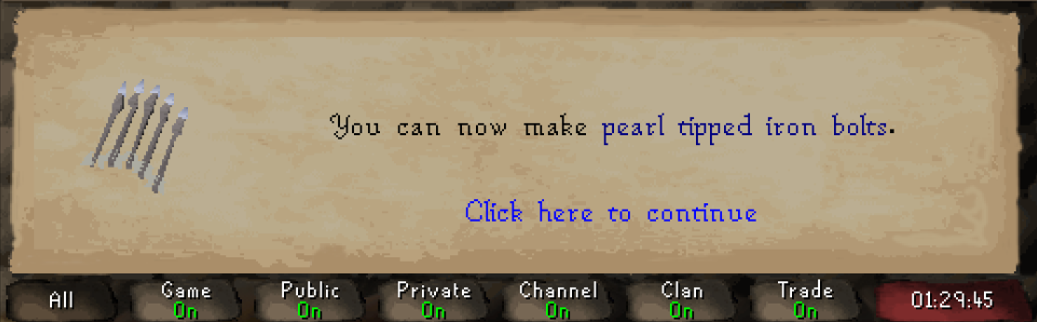 You can now make pearl tipped iron bolts.
Click here to continue
All
Game
On
Public
On
Private
On
Channel
On
Clan
On
Trade
On
01:29:45